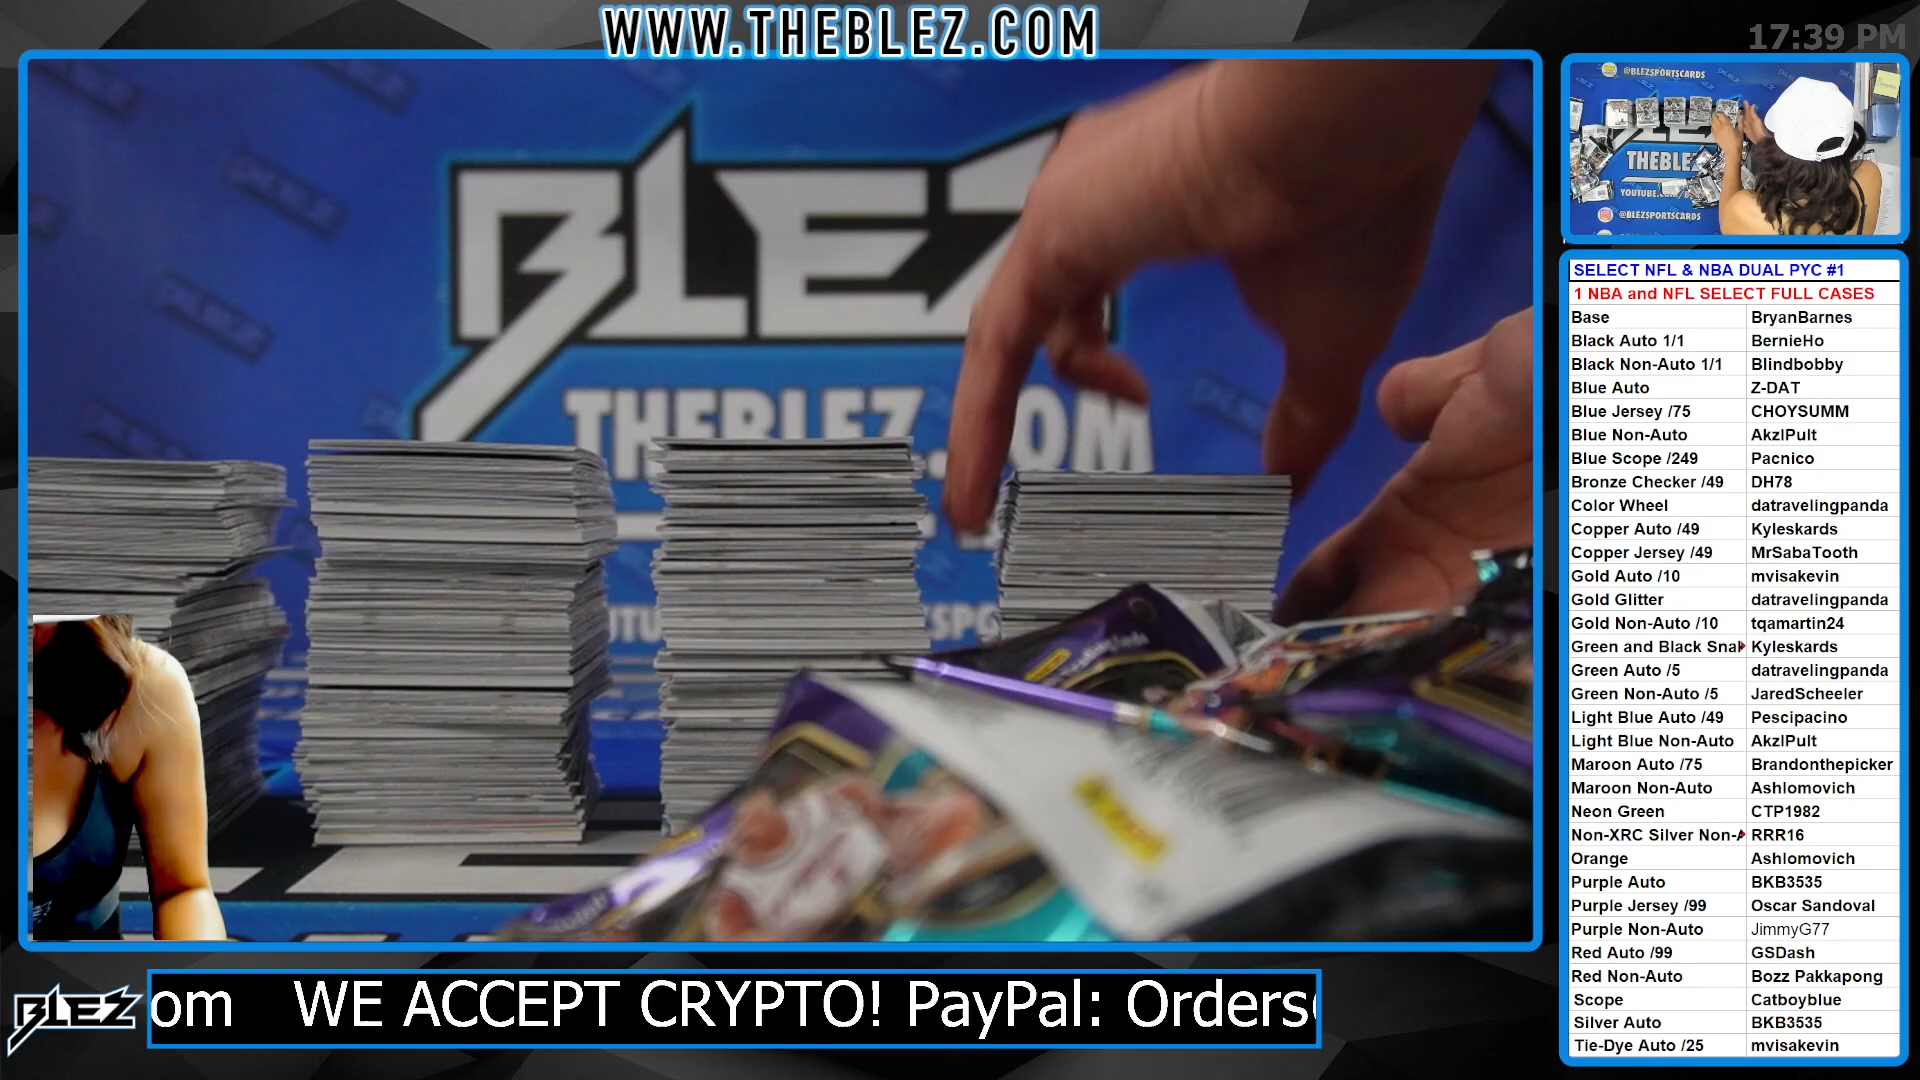 WWW.THEBLEZ.COM
17:39 PM
BLEZ
THEBLEZ.COM
@BLEZSPORTSCARDS
THEBLEZ
YOUTUBE.COM/
@BLEZSPORTSCARDS
SELECT NFL & NBA DUAL PYC #1
1 NBA and NFL SELECT FULL CASES
Base BryanBarnes
Black Auto 1/1 BernieHo
Black Non-Auto 1/1 Blindbobby
Blue Auto Z-DAT
Blue Jersey /75 CHOYSUMM
Blue Non-Auto AkzlPult
Blue Scope /249 Pacnico
Bronze Checker /49 DH78
Color Wheel datravelingpanda
Copper Auto /49 Kyleskards
Copper Jersey /49 MrSabaTooth
Gold Auto /10 mvisakevin
Gold Glitter datravelingpanda
Gold Non-Auto /10 tqamartin24
Green and Black Snak Kyleskards
Green Auto /5 datravelingpanda
Green Non-Auto /5 JaredScheeler
Light Blue Auto /49 Pescipacino
Light Blue Non-Auto AkzlPult
Maroon Auto /75 Brandonthepicker
Maroon Non-Auto Ashlomovich
Neon Green CTP1982
Non-XRC Silver Non-A RRR16
Orange Ashlomovich
Purple Auto BKB3535
Purple Jersey /99 Oscar Sandoval
Purple Non-Auto JimmyG77
Red Auto /99 GSDash
Red Non-Auto Bozz Pakkapong
Scope Catboyblue
Silver Auto BKB3535
Tie-Dye Auto /25 mvisakevin
BLEZ
om WE ACCEPT CRYPTO! PayPal: Orders